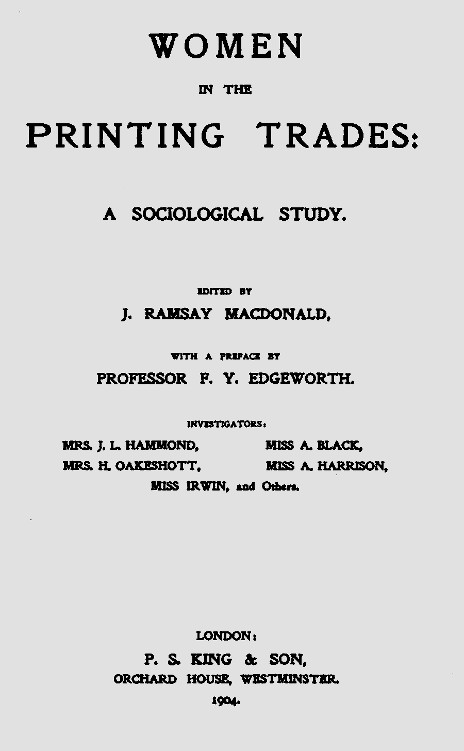 WOMEN
IN THE
PRINTING TRADES:
A SOCIOLOGICAL STUDY.
EDITED BY
J. RAMSAY MACDONALD,
WITH A PREFACE BY
PROFESSOR F. Y. EDGEWORTH.
INVESTIGATORS:
MRS. J. L. HAMMOND, MISS A. BLACK,
MRS. H. OAKESHOTT, MISS A. HARRISON,
MISS IRWIN, and Others.
LONDON:
P. S. KING & SON,
ORCHARD HOUSE, WESTMINSTER.
1904.